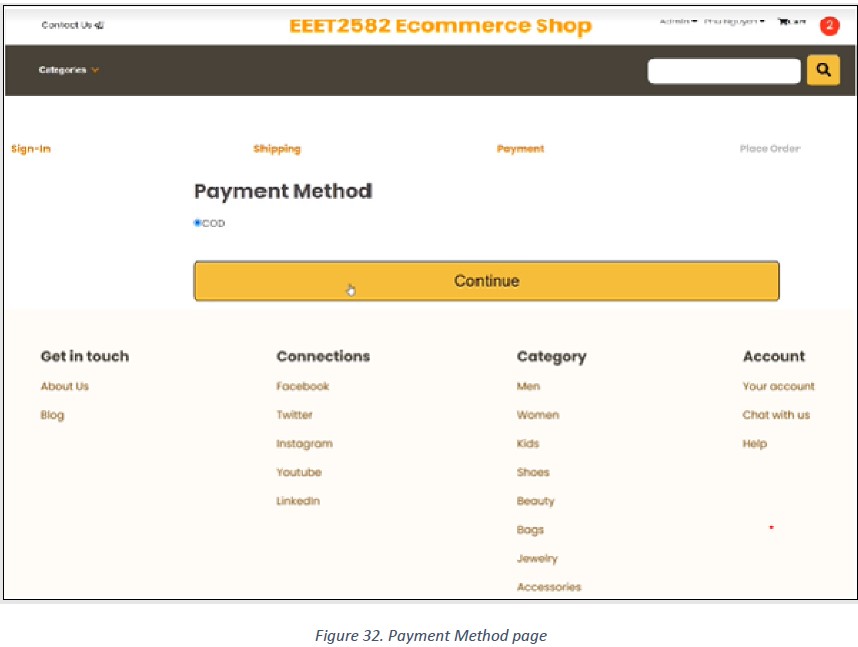 Contact Us
EEET2582 Ecommerce Shop
Admin
Phu Nguyen
Cart
2
Categories
Sign-In
Shipping
Payment
Place Order
Payment Method
COD
Continue
Get in touch
Connections
Category
Account
About Us
Facebook
Men
Your account
Blog
Twitter
Women
Chat with us
Instagram
Kids
Help
Youtube
Shoes
LinkedIn
Beauty
Bags
Jewelry
Accessories
Figure 32. Payment Method page